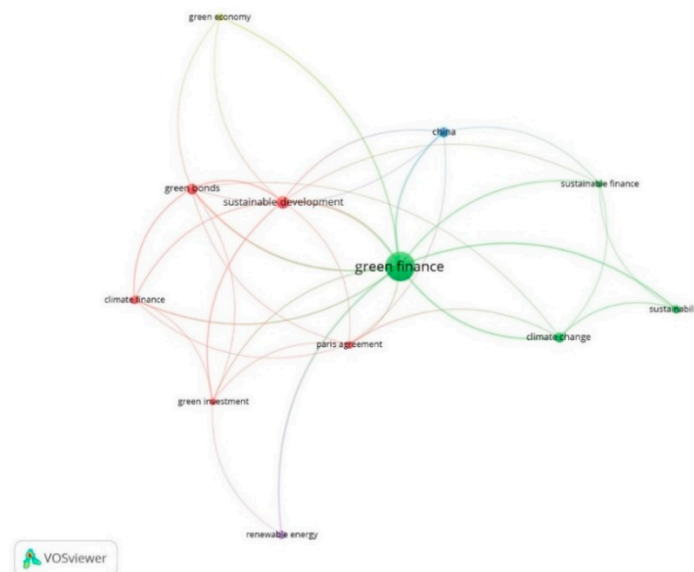 green economy
china
sustainable finance
green bonds
sustainable development
green finance
climate finance
sustainabil
climate change
paris agreement
green investment
renewable energy
VOSviewer